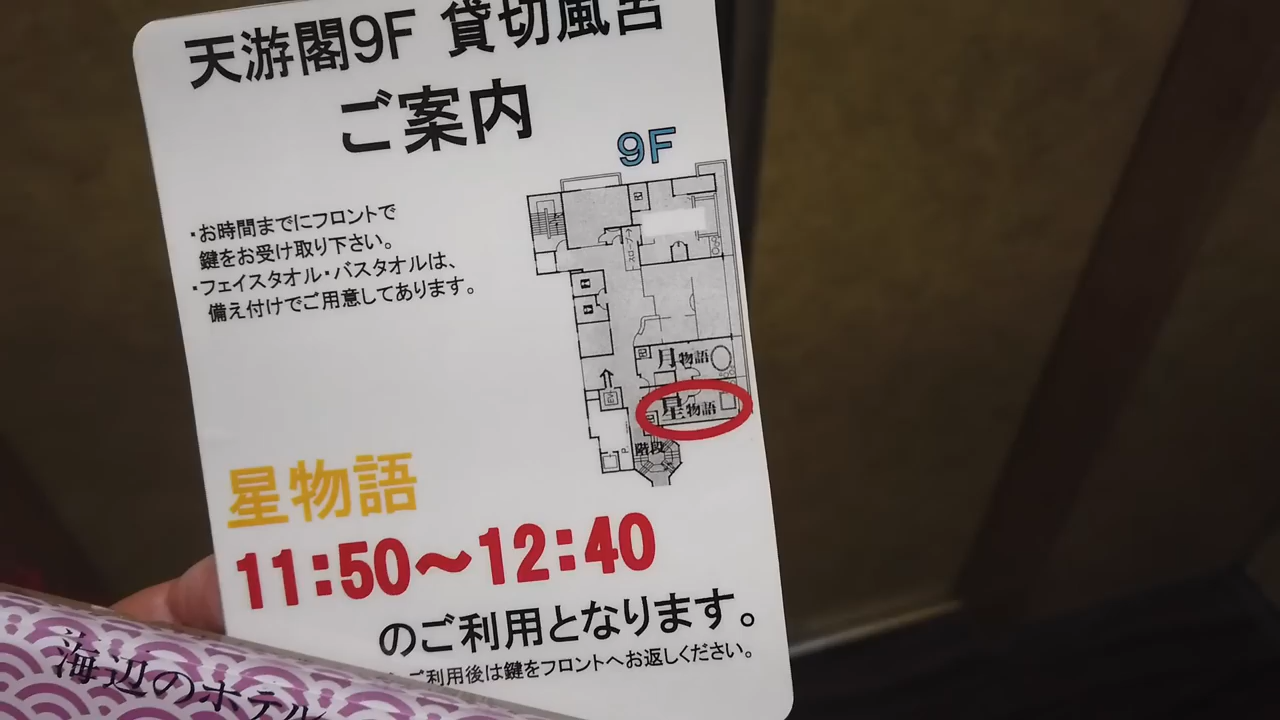 天游閣9F 貸切風呂
ご案内
9F
・お時間までにフロントで
鍵をお受け取り下さい。
・フェイスタオル・バスタオルは、
備え付けでご用意してあります。
月物語
星物語
階段
星物語
11:50～12:40
のご利用となります。
ご利用後は鍵をフロントへお返しください。
海辺のホテル